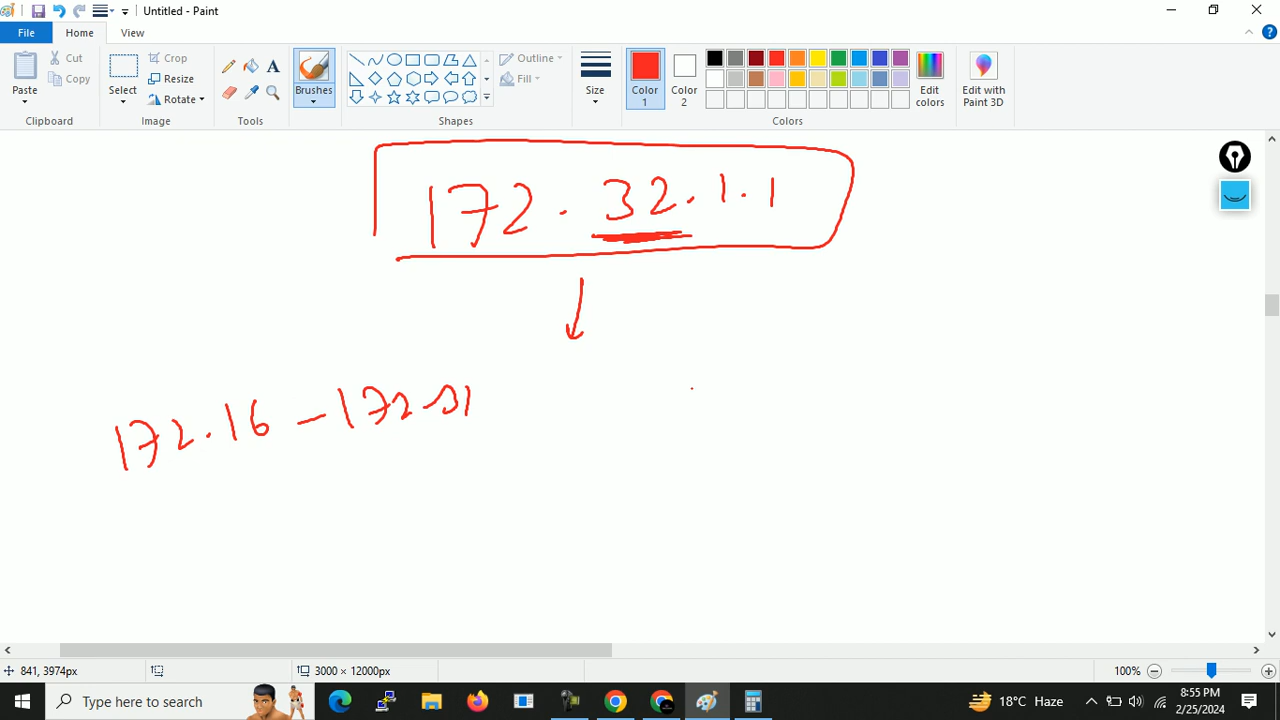 Untitled - Paint
File Home View
Paste
Cut
Copy
Clipboard
Select
Crop
Resize
Rotate
Image
A
Tools
Brushes
Shapes
Outline
Fill
Size
Color 1
Color 2
Colors
Edit colors
Edit with Paint 3D
172.32.1.1
172.16 - 172.31
841, 3974px
3000 × 12000px
100%
Type here to search
18°C Haze
8:55 PM
2/25/2024